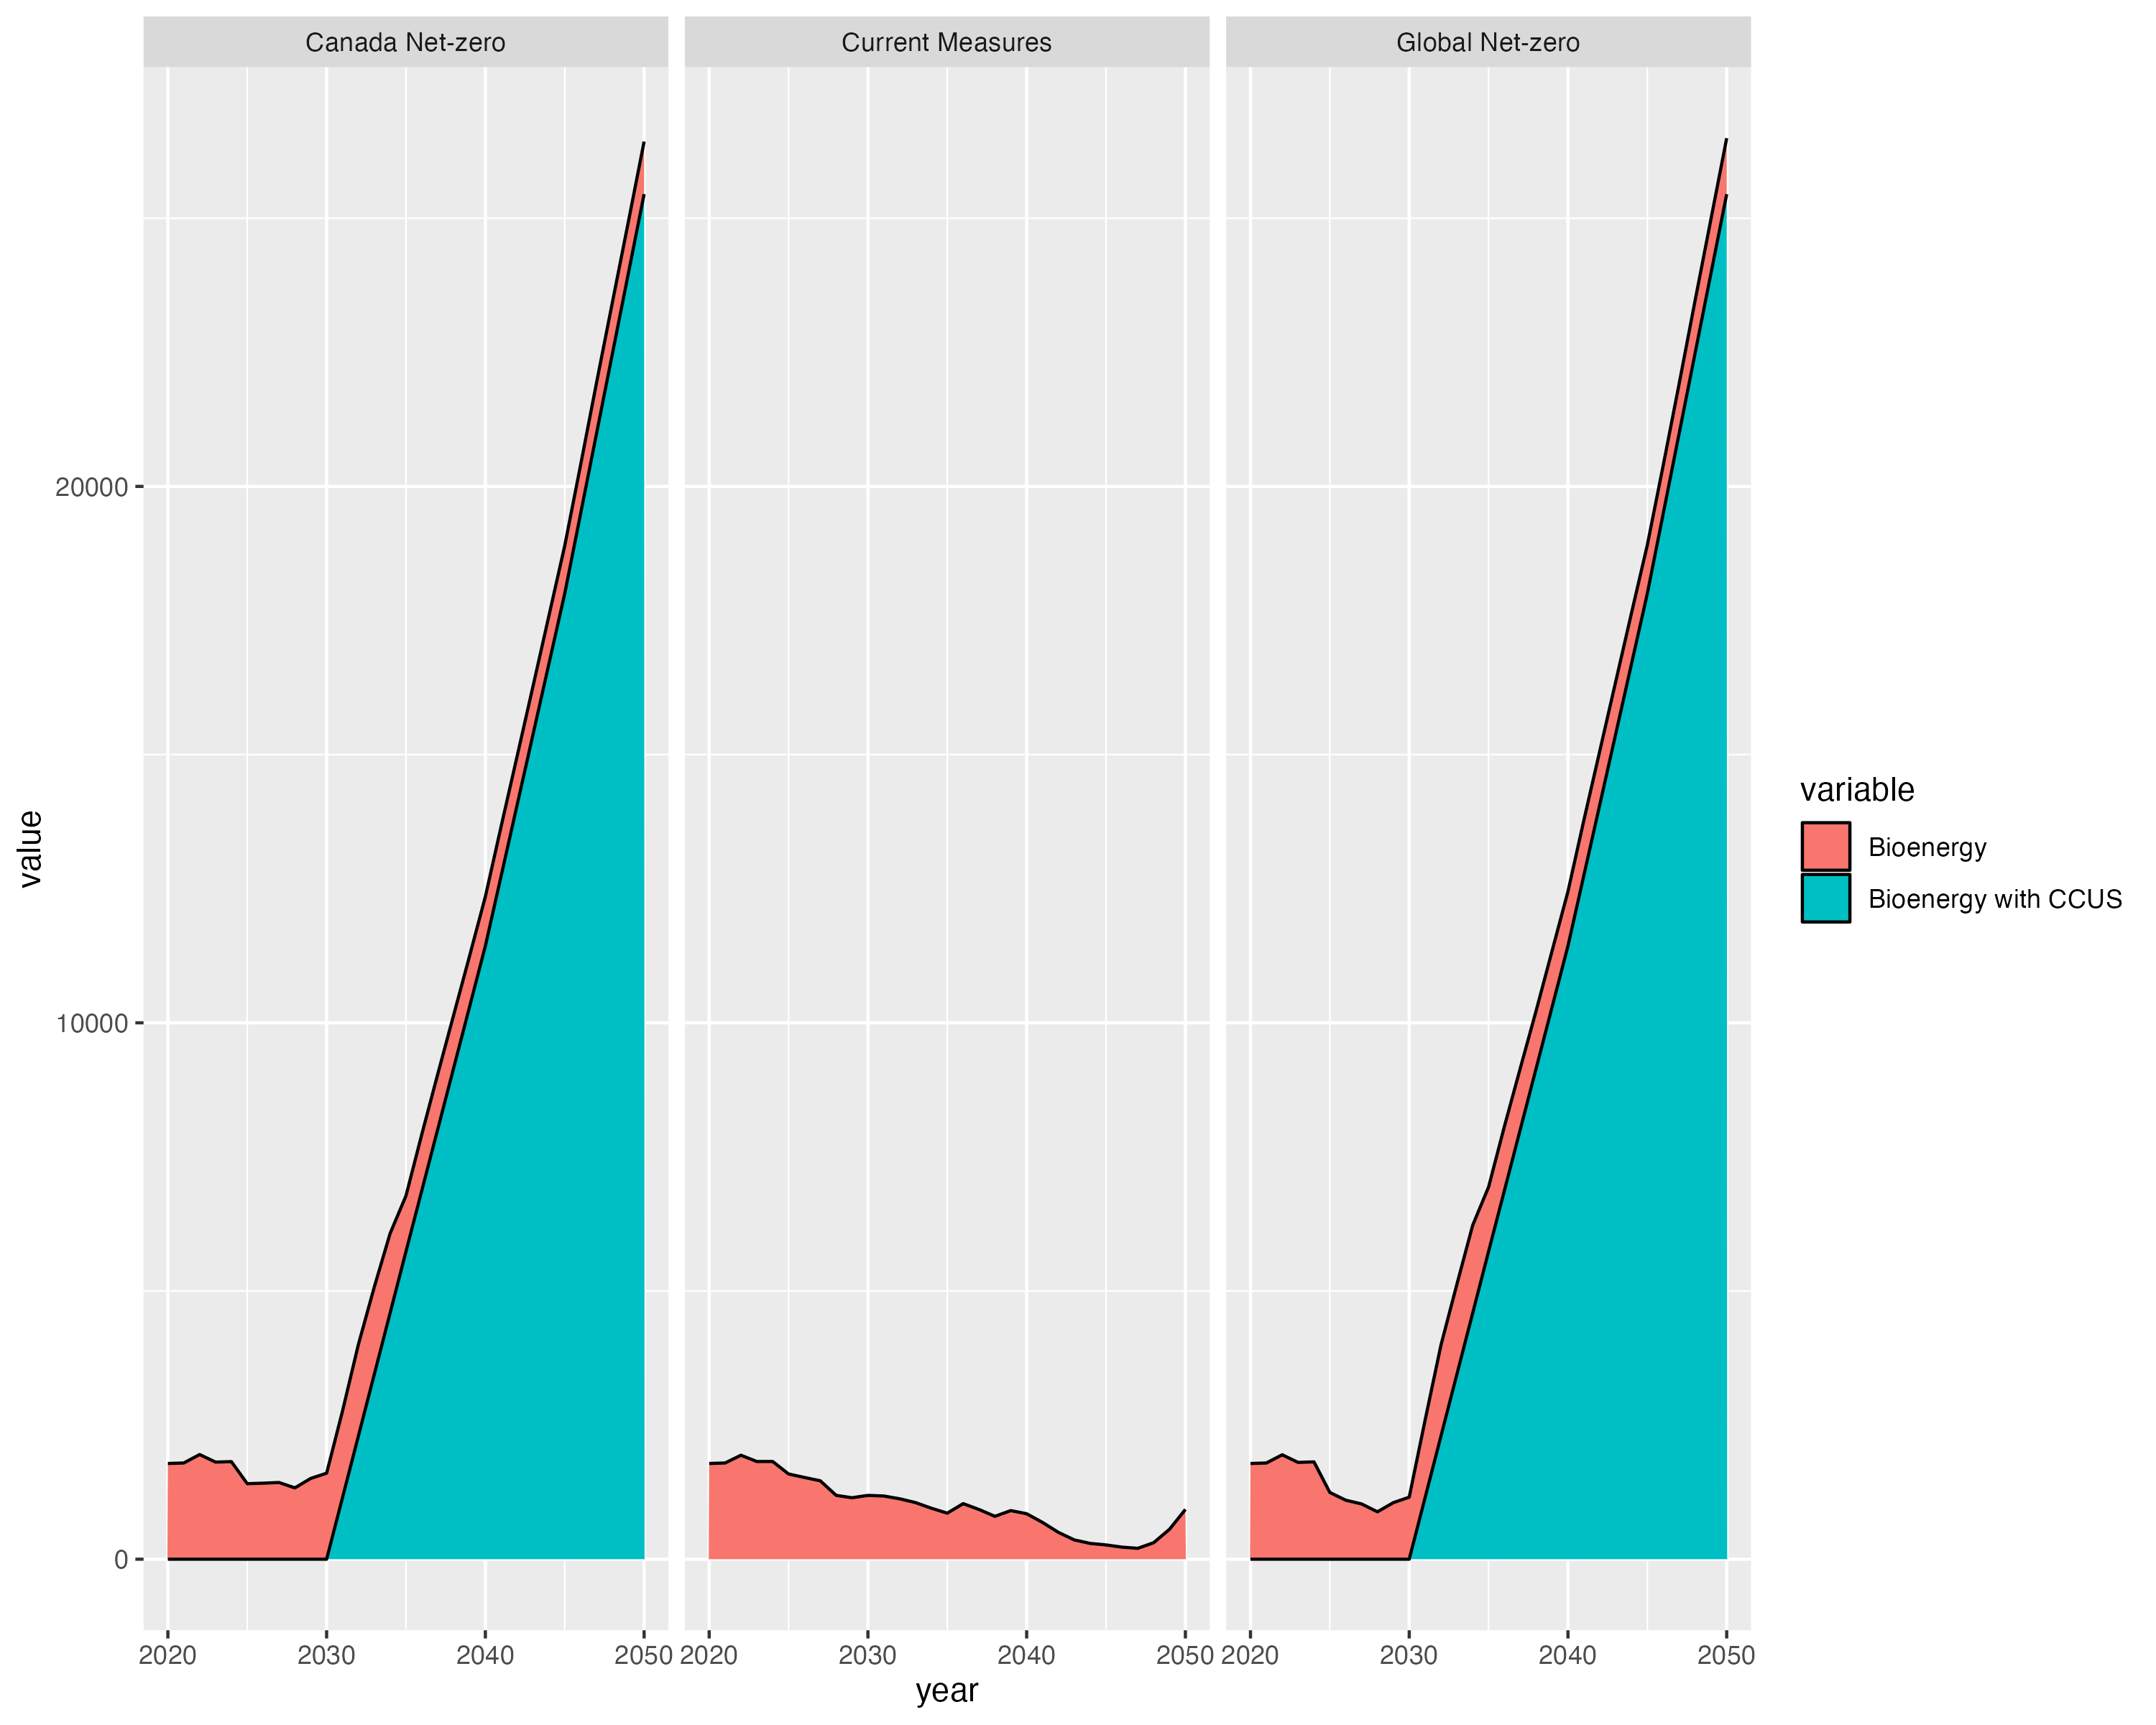 Canada Net-zero
Current Measures
Global Net-zero
20000
10000
0
value
2020 2030 2040 2050
2020 2030 2040 2050
2020 2030 2040 2050
year
variable
Bioenergy
Bioenergy with CCUS